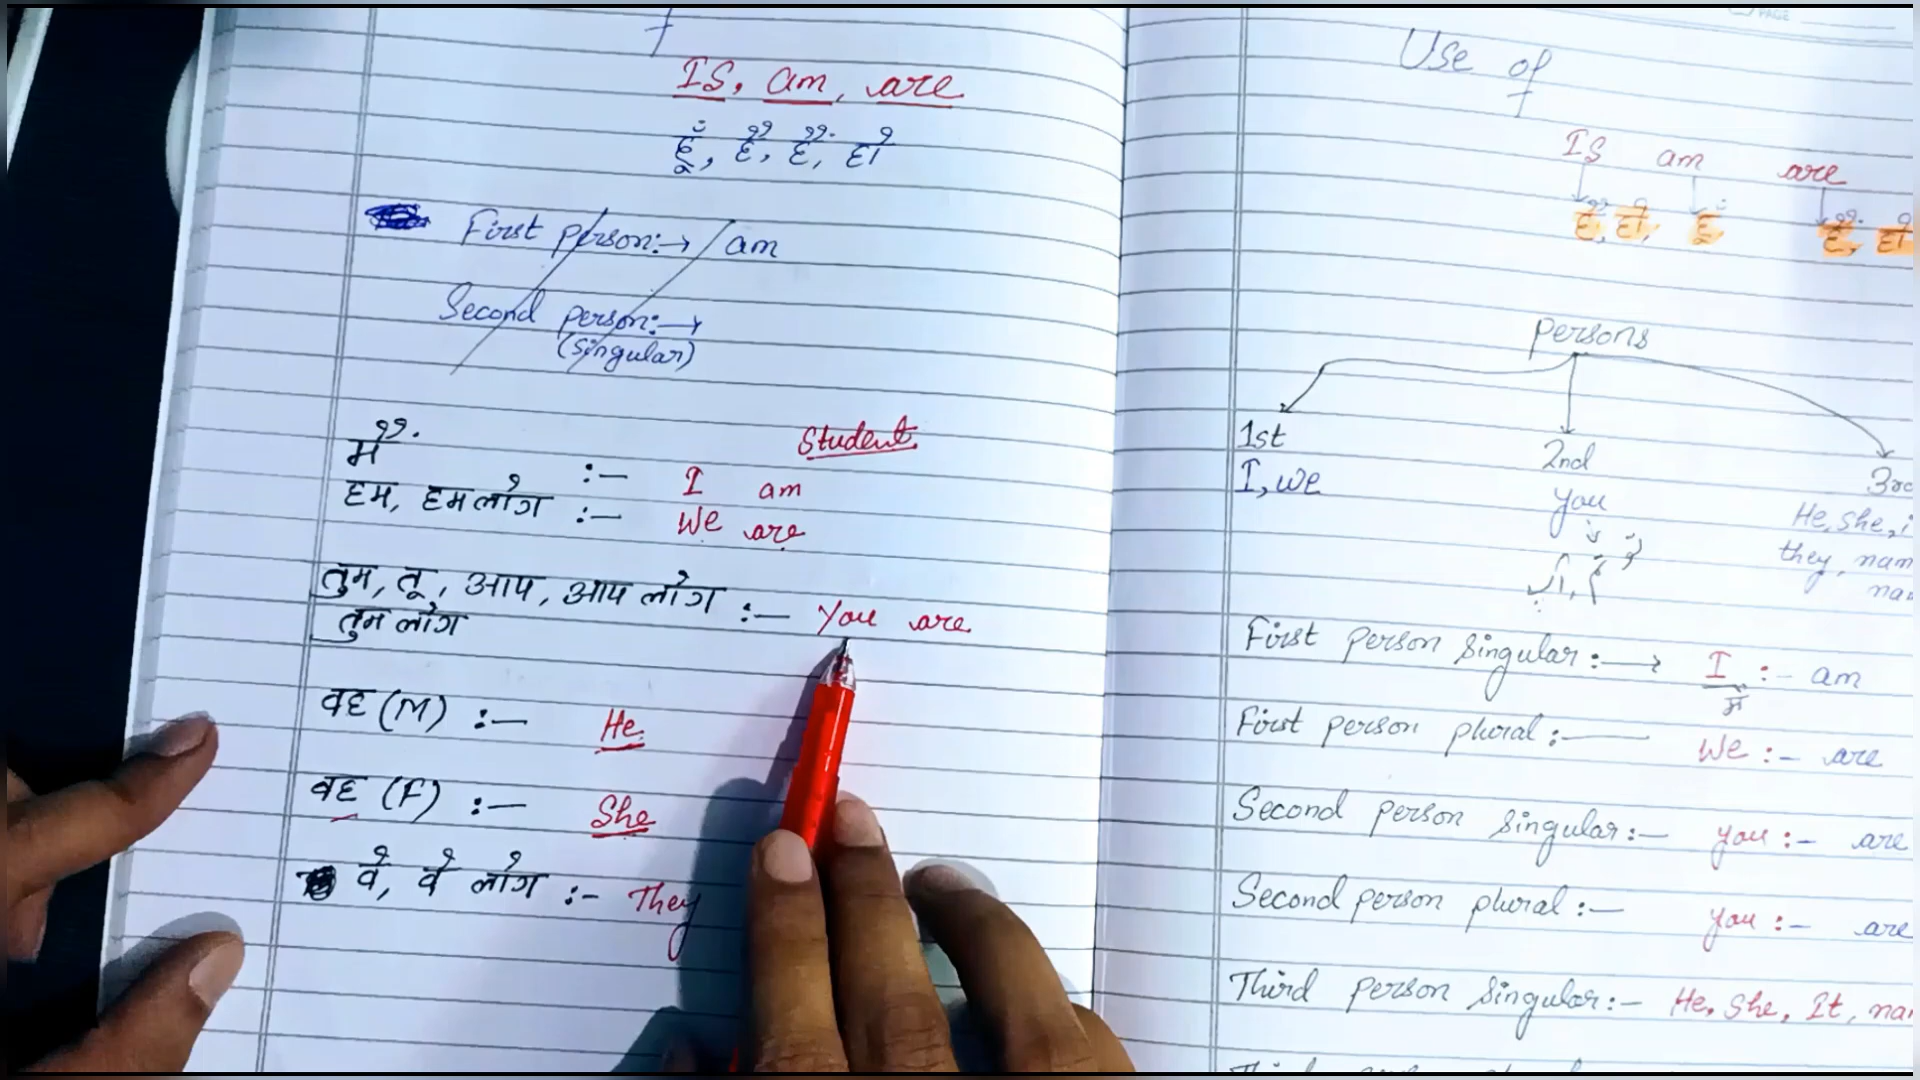 IS, am, are
हूँ, है, हैं, हो
First person:→ am
Second person:→
(singular)
Student
मैं :- I am
हम, हम लोग :- We are
तुम, तू, आप, आप लोग :- You are
तुम लोग
वह (M) :- He
वह (F) :- She
वे, वे लोग :- They
PAGE
Use of
IS am are
है, हो, हूँ हैं, हो
persons
1st 2nd
I, we you
He, she,
they,
First person singular:→ I :- am
मैं
First person plural:— We :- are
Second person singular:- you :- are
Second person plural:- you :- are
Third person singular:- He, She, It,